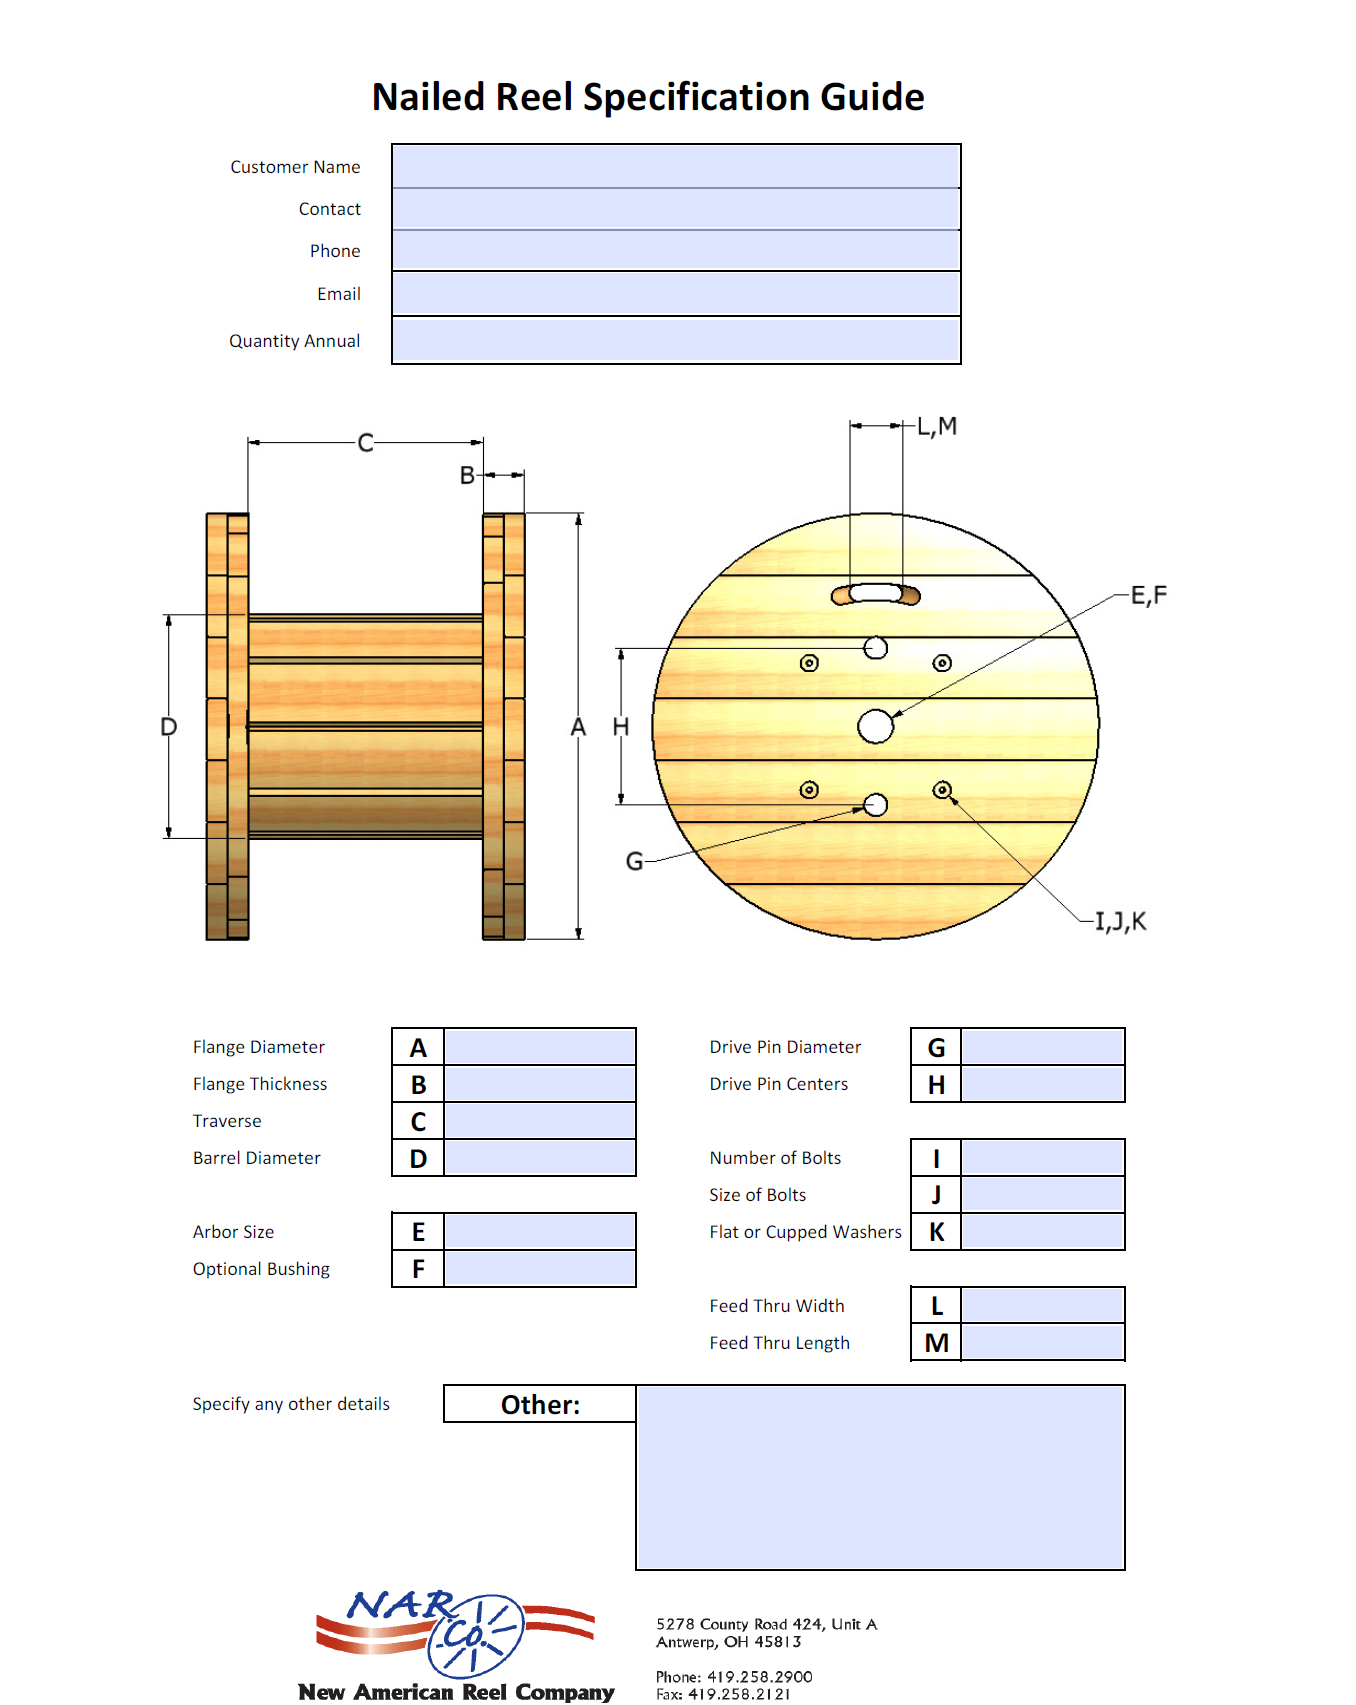 Nailed Reel Specification Guide
Customer Name
Contact
Phone
Email
Quantity Annual
L,M
C
B
E,F
D
A
H
G
I,J,K
Flange Diameter A
Flange Thickness B
Traverse C
Barrel Diameter D
Arbor Size E
Optional Bushing F
Drive Pin Diameter G
Drive Pin Centers H
Number of Bolts I
Size of Bolts J
Flat or Cupped Washers K
Feed Thru Width L
Feed Thru Length M
Specify any other details Other:
NAR
Co.
New American Reel Company
5278 County Road 424, Unit A
Antwerp, OH 45813
Phone: 419.258.2900
Fax: 419.258.2121